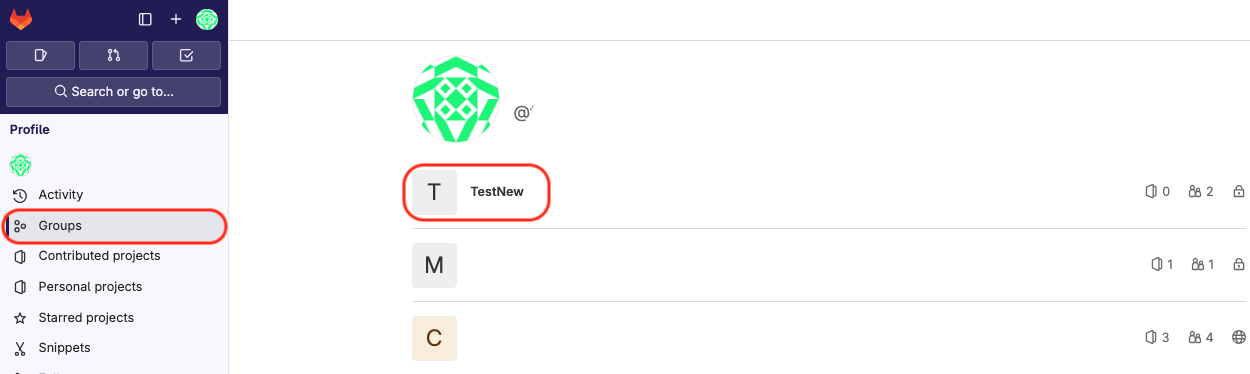 Search or go to...
Profile
Activity
Groups
Contributed projects
Personal projects
Starred projects
Snippets
@
T TestNew 0 2
M 1 1
C 3 4